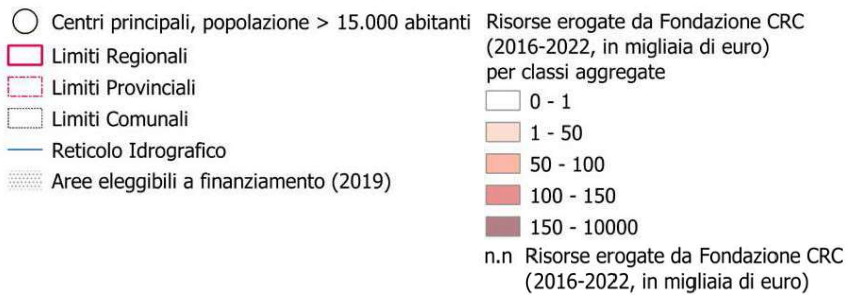 Centri principali, popolazione > 15.000 abitanti
Limiti Regionali
Limiti Provinciali
Limiti Comunali
Reticolo Idrografico
Aree eleggibili a finanziamento (2019)
Risorse erogate da Fondazione CRC
(2016-2022, in migliaia di euro)
per classi aggregate
0 - 1
1 - 50
50 - 100
100 - 150
150 - 10000
n.n Risorse erogate da Fondazione CRC
(2016-2022, in migliaia di euro)